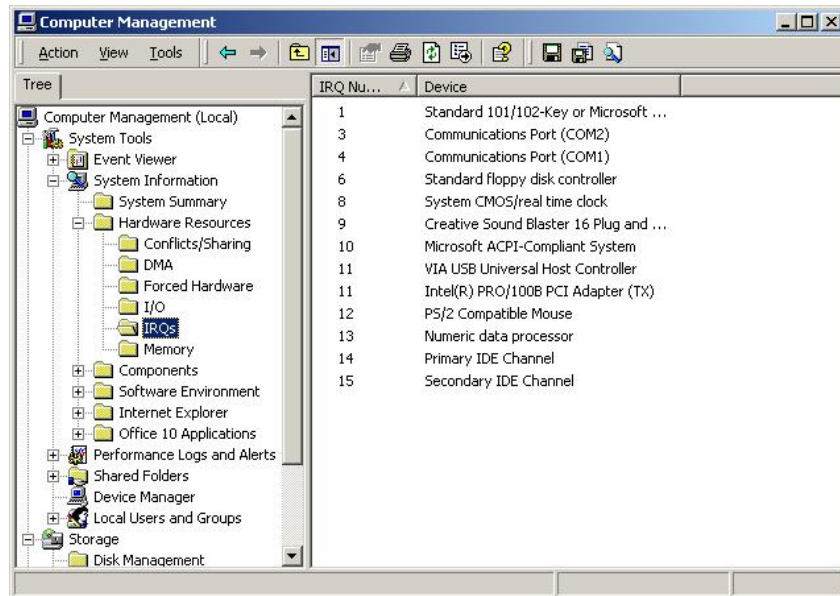 Computer Management
Action View Tools
Tree
Computer Management (Local)
System Tools
Event Viewer
System Information
System Summary
Hardware Resources
Conflicts/Sharing
DMA
Forced Hardware
I/O
IRQs
Memory
Components
Software Environment
Internet Explorer
Office 10 Applications
Performance Logs and Alerts
Shared Folders
Device Manager
Local Users and Groups
Storage
Disk Management
IRQ Nu... Device
1 Standard 101/102-Key or Microsoft ...
3 Communications Port (COM2)
4 Communications Port (COM1)
6 Standard floppy disk controller
8 System CMOS/real time clock
9 Creative Sound Blaster 16 Plug and ...
10 Microsoft ACPI-Compliant System
11 VIA USB Universal Host Controller
11 Intel(R) PRO/100B PCI Adapter (TX)
12 PS/2 Compatible Mouse
13 Numeric data processor
14 Primary IDE Channel
15 Secondary IDE Channel